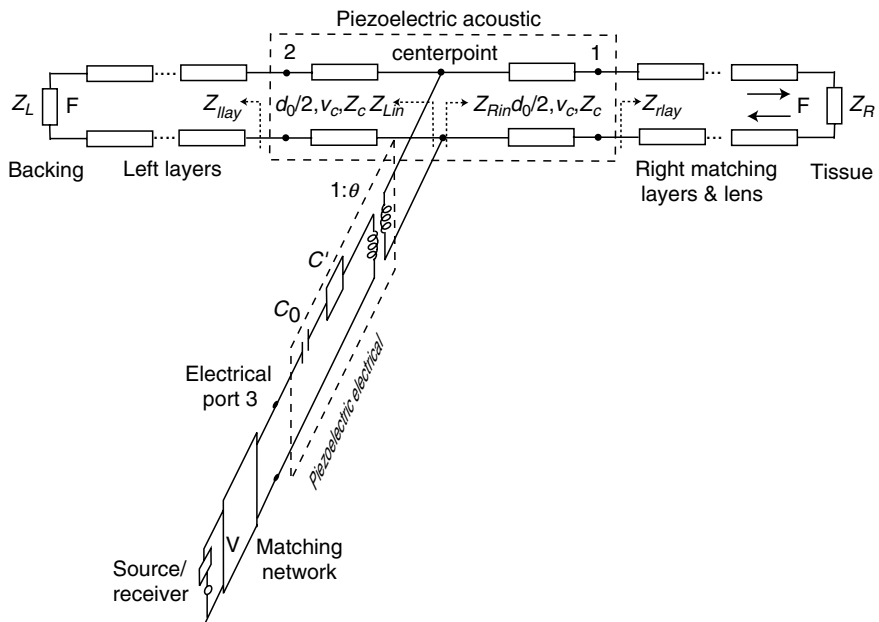 Piezoelectric acoustic
2 centerpoint 1
Z_L F Z_llay d_0/2, v_c, Z_c Z_Lin Z_Rin d_0/2, v_c, Z_c Z_rlay F Z_R
Backing Left layers Right matching layers & lens Tissue
1:θ
C'
C_0
Electrical
port 3
Piezoelectric electrical
V Matching
network
Source/
receiver